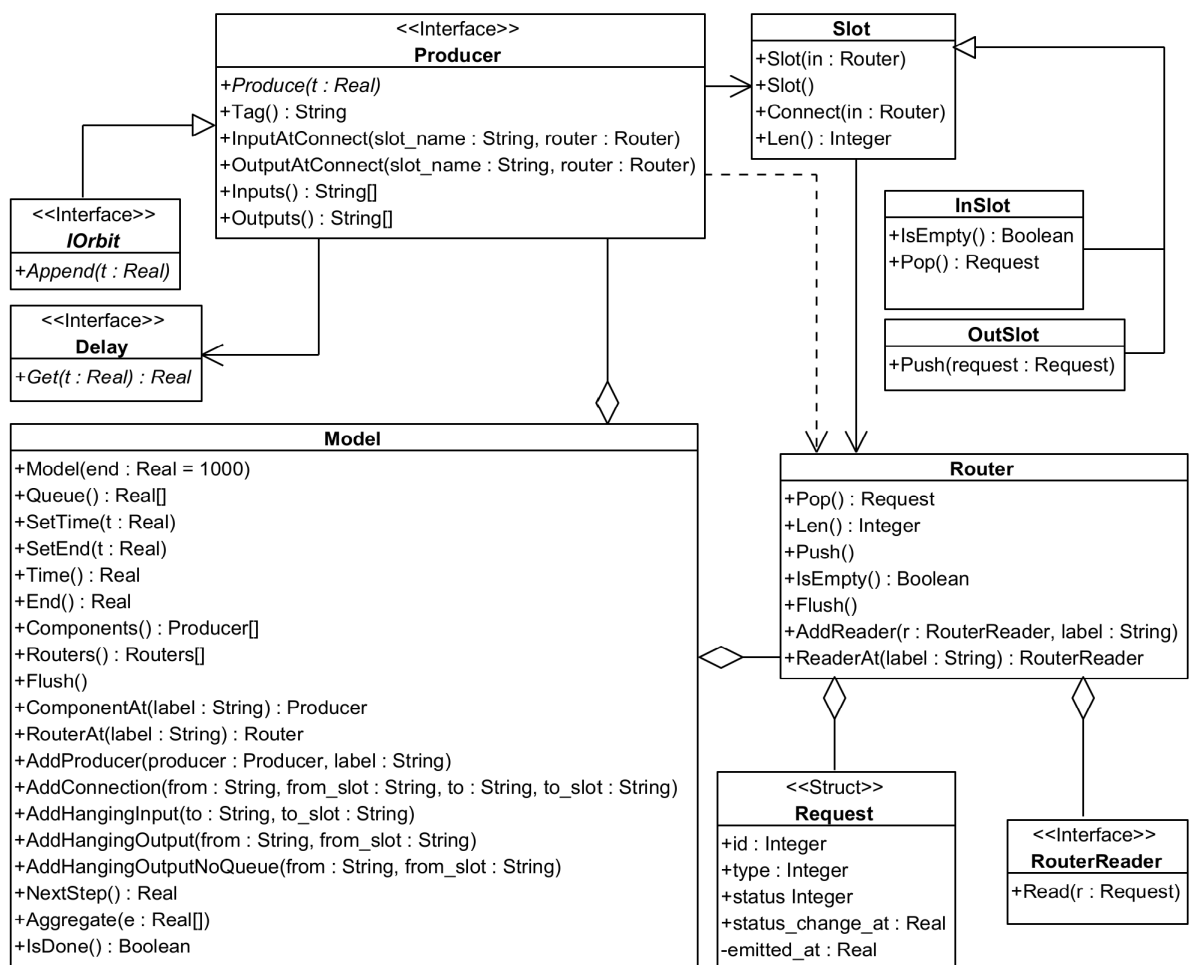 <<Interface>>
Producer
+Produce(t : Real)
+Tag() : String
+InputAtConnect(slot_name : String, router : Router)
+OutputAtConnect(slot_name : String, router : Router)
+Inputs() : String[]
+Outputs() : String[]
Slot
+Slot(in : Router)
+Slot()
+Connect(in : Router)
+Len() : Integer
<<Interface>>
IOrbit
+Append(t : Real)
InSlot
+IsEmpty() : Boolean
+Pop() : Request
<<Interface>>
Delay
+Get(t : Real) : Real
OutSlot
+Push(request : Request)
Model
+Model(end : Real = 1000)
+Queue() : Real[]
+SetTime(t : Real)
+SetEnd(t : Real)
+Time() : Real
+End() : Real
+Components() : Producer[]
+Routers() : Routers[]
+Flush()
+ComponentAt(label : String) : Producer
+RouterAt(label : String) : Router
+AddProducer(producer : Producer, label : String)
+AddConnection(from : String, from_slot : String, to : String, to_slot : String)
+AddHangingInput(to : String, to_slot : String)
+AddHangingOutput(from : String, from_slot : String)
+AddHangingOutputNoQueue(from : String, from_slot : String)
+NextStep() : Real
+Aggregate(e : Real[])
+IsDone() : Boolean
Router
+Pop() : Request
+Len() : Integer
+Push()
+IsEmpty() : Boolean
+Flush()
+AddReader(r : RouterReader, label : String)
+ReaderAt(label : String) : RouterReader
<<Struct>>
Request
+id : Integer
+type : Integer
+status Integer
+status_change_at : Real
-emitted_at : Real
<<Interface>>
RouterReader
+Read(r : Request)